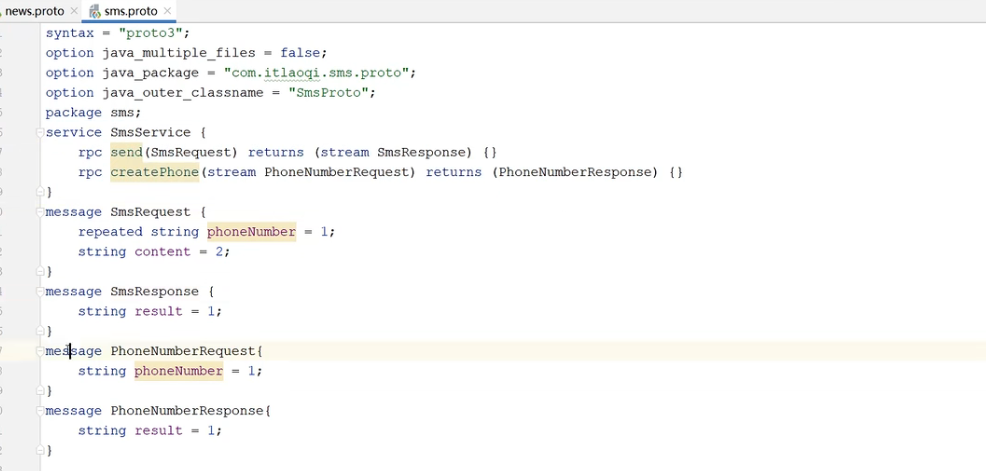 news.proto sms.proto
syntax = "proto3";
option java_multiple_files = false;
option java_package = "com.itlaoqi.sms.proto";
option java_outer_classname = "SmsProto";
package sms;
service SmsService {
    rpc send(SmsRequest) returns (stream SmsResponse) {}
    rpc createPhone(stream PhoneNumberRequest) returns (PhoneNumberResponse) {}
}
message SmsRequest {
    repeated string phoneNumber = 1;
    string content = 2;
}
message SmsResponse {
    string result = 1;
}
message PhoneNumberRequest{
    string phoneNumber = 1;
}
message PhoneNumberResponse{
    string result = 1;
}